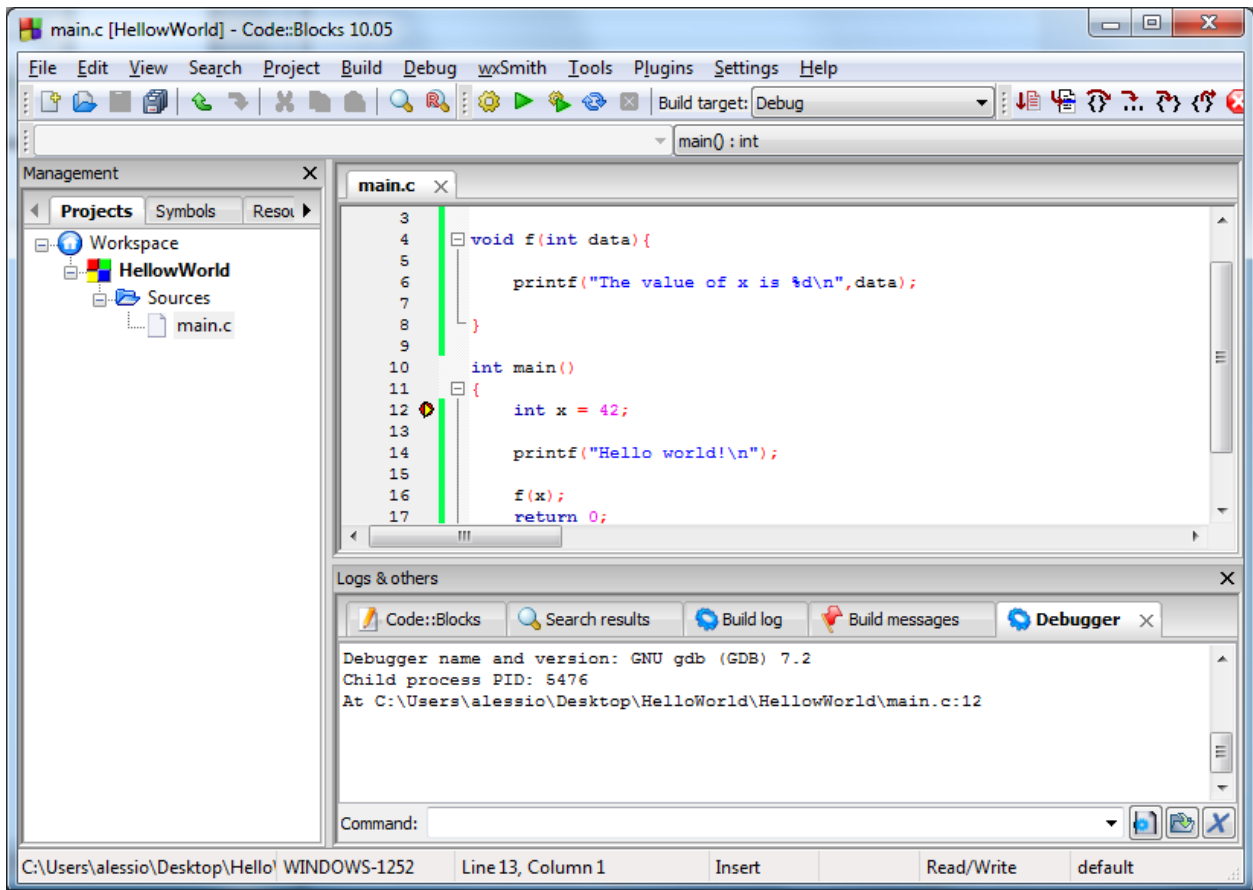 main.c [HellowWorld] - Code::Blocks 10.05
File Edit View Search Project Build Debug wxSmith Tools Plugins Settings Help
Build target: Debug
main() : int
Management
main.c
Projects Symbols Resou
3
4 void f(int data){
5
6 printf("The value of x is %d\n",data);
7
8 }
9
10 int main()
11 {
12 int x = 42;
13
14 printf("Hello world!\n");
15
16 f(x);
17 return 0;
Workspace
HellowWorld
Sources
main.c
Logs & others
Code::Blocks Search results Build log Build messages Debugger
Debugger name and version: GNU gdb (GDB) 7.2
Child process PID: 5476
At C:\Users\alessio\Desktop\HelloWorld\HellowWorld\main.c:12
Command:
C:\Users\alessio\Desktop\Hello\ WINDOWS-1252 Line 13, Column 1 Insert Read/Write default